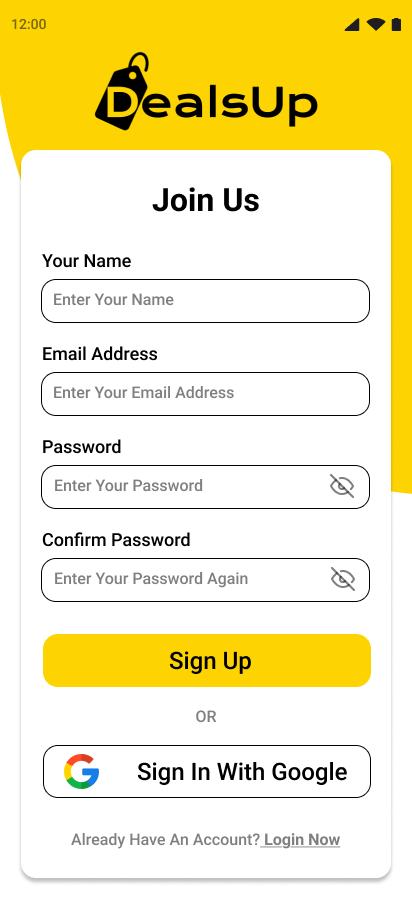 12:00
DealsUp
Join Us
Your Name
Enter Your Name
Email Address
Enter Your Email Address
Password
Enter Your Password
Confirm Password
Enter Your Password Again
Sign Up
OR
Sign In With Google
Already Have An Account? Login Now